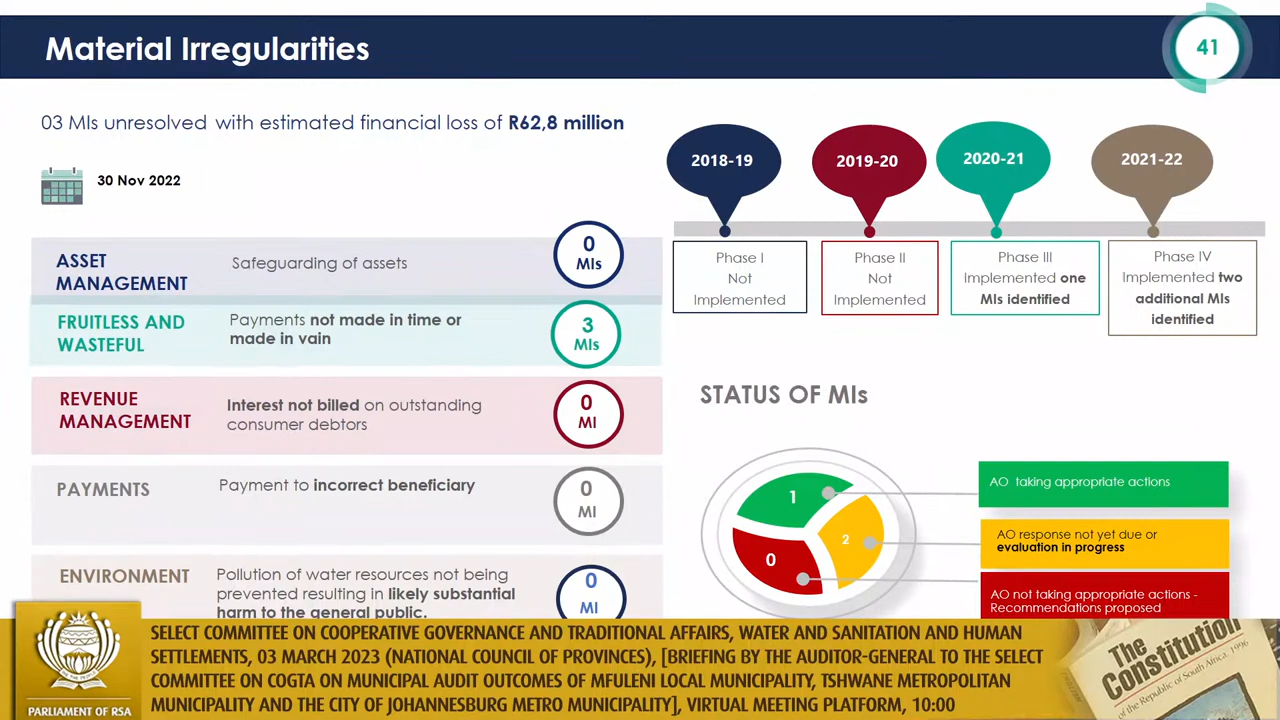 Material Irregularities
41
03 MIs unresolved with estimated financial loss of R62,8 million
30 Nov 2022
ASSET
MANAGEMENT
Safeguarding of assets
0
MIs
FRUITLESS AND
WASTEFUL
Payments not made in time or
made in vain
3
MIs
REVENUE
MANAGEMENT
Interest not billed on outstanding
consumer debtors
0
MI
PAYMENTS
Payment to incorrect beneficiary
0
MI
ENVIRONMENT
Pollution of water resources not being
prevented resulting in likely substantial
harm to the general public.
0
MI
2018-19
2019-20
2020-21
2021-22
Phase I
Not
Implemented
Phase II
Not
Implemented
Phase III
Implemented one
MIs identified
Phase IV
Implemented two
additional MIs
identified
STATUS OF MIs
1
2
0
AO taking appropriate actions
AO response not yet due or
evaluation in progress
AO not taking appropriate actions -
Recommendations proposed
PARLIAMENT OF RSA
SELECT COMMITTEE ON COOPERATIVE GOVERNANCE AND TRADITIONAL AFFAIRS, WATER AND SANITATION AND HUMAN
SETTLEMENTS, 03 MARCH 2023 (NATIONAL COUNCIL OF PROVINCES), [BRIEFING BY THE AUDITOR-GENERAL TO THE SELECT
COMMITTEE ON COGTA ON MUNICIPAL AUDIT OUTCOMES OF MFULENI LOCAL MUNICIPALITY, TSHWANE METROPOLITAN
MUNICIPALITY AND THE CITY OF JOHANNESBURG METRO MUNICIPALITY], VIRTUAL MEETING PLATFORM, 10:00
The
Constitution
of the Republic of South Africa, 1996